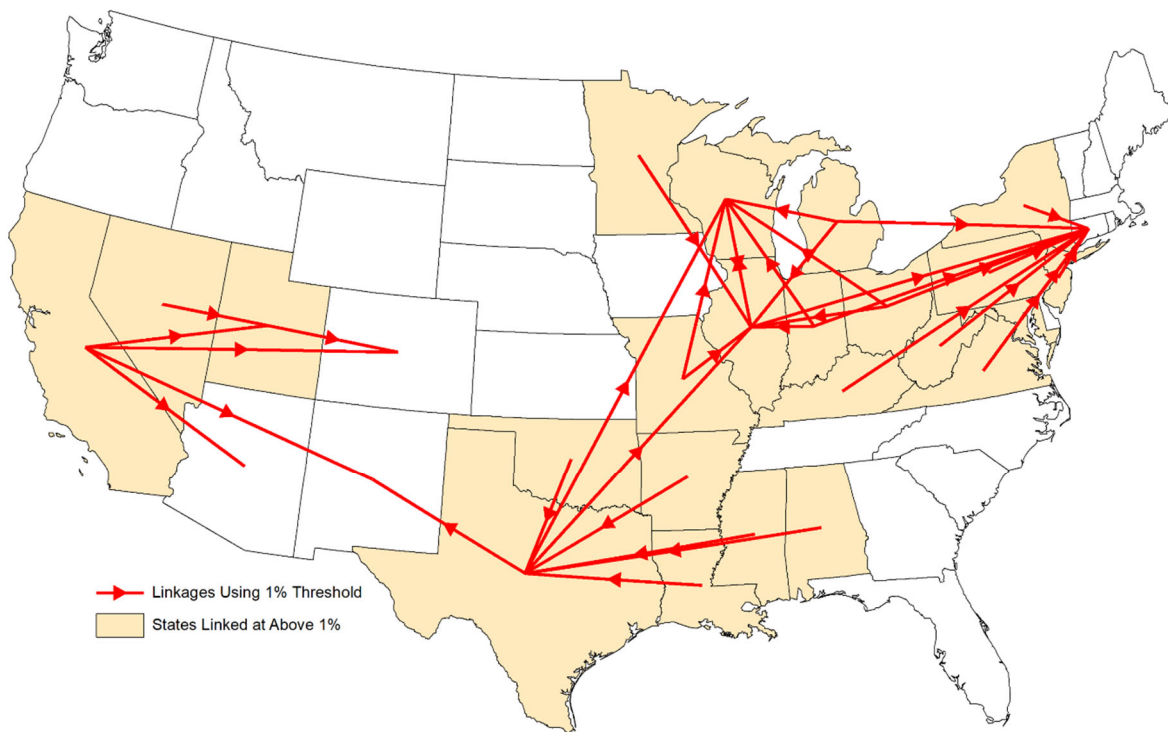 Linkages Using 1% Threshold
States Linked at Above 1%